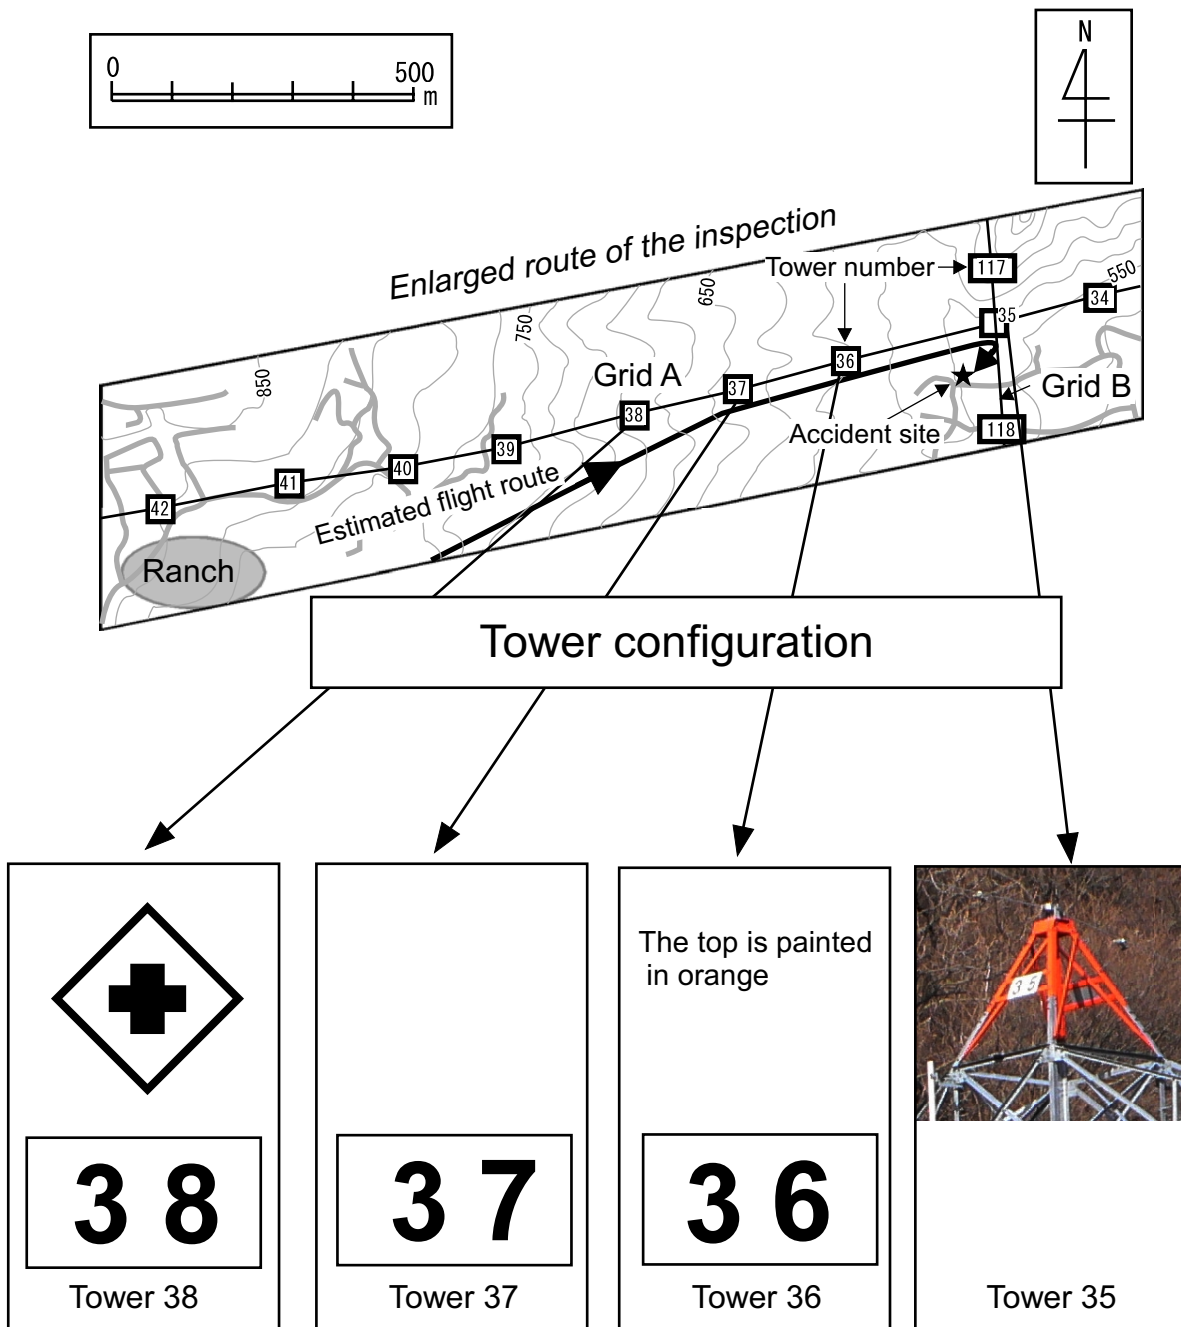 0 500
m
N
Enlarged route of the inspection
Tower number
117
550
34
35
650
750
36
850
Grid A
37
Grid B
38
Accident site
118
39
40
41
42
Estimated flight route
Ranch
Tower configuration
The top is painted
in orange
3 5
3 8
3 7
3 6
Tower 38
Tower 37
Tower 36
Tower 35